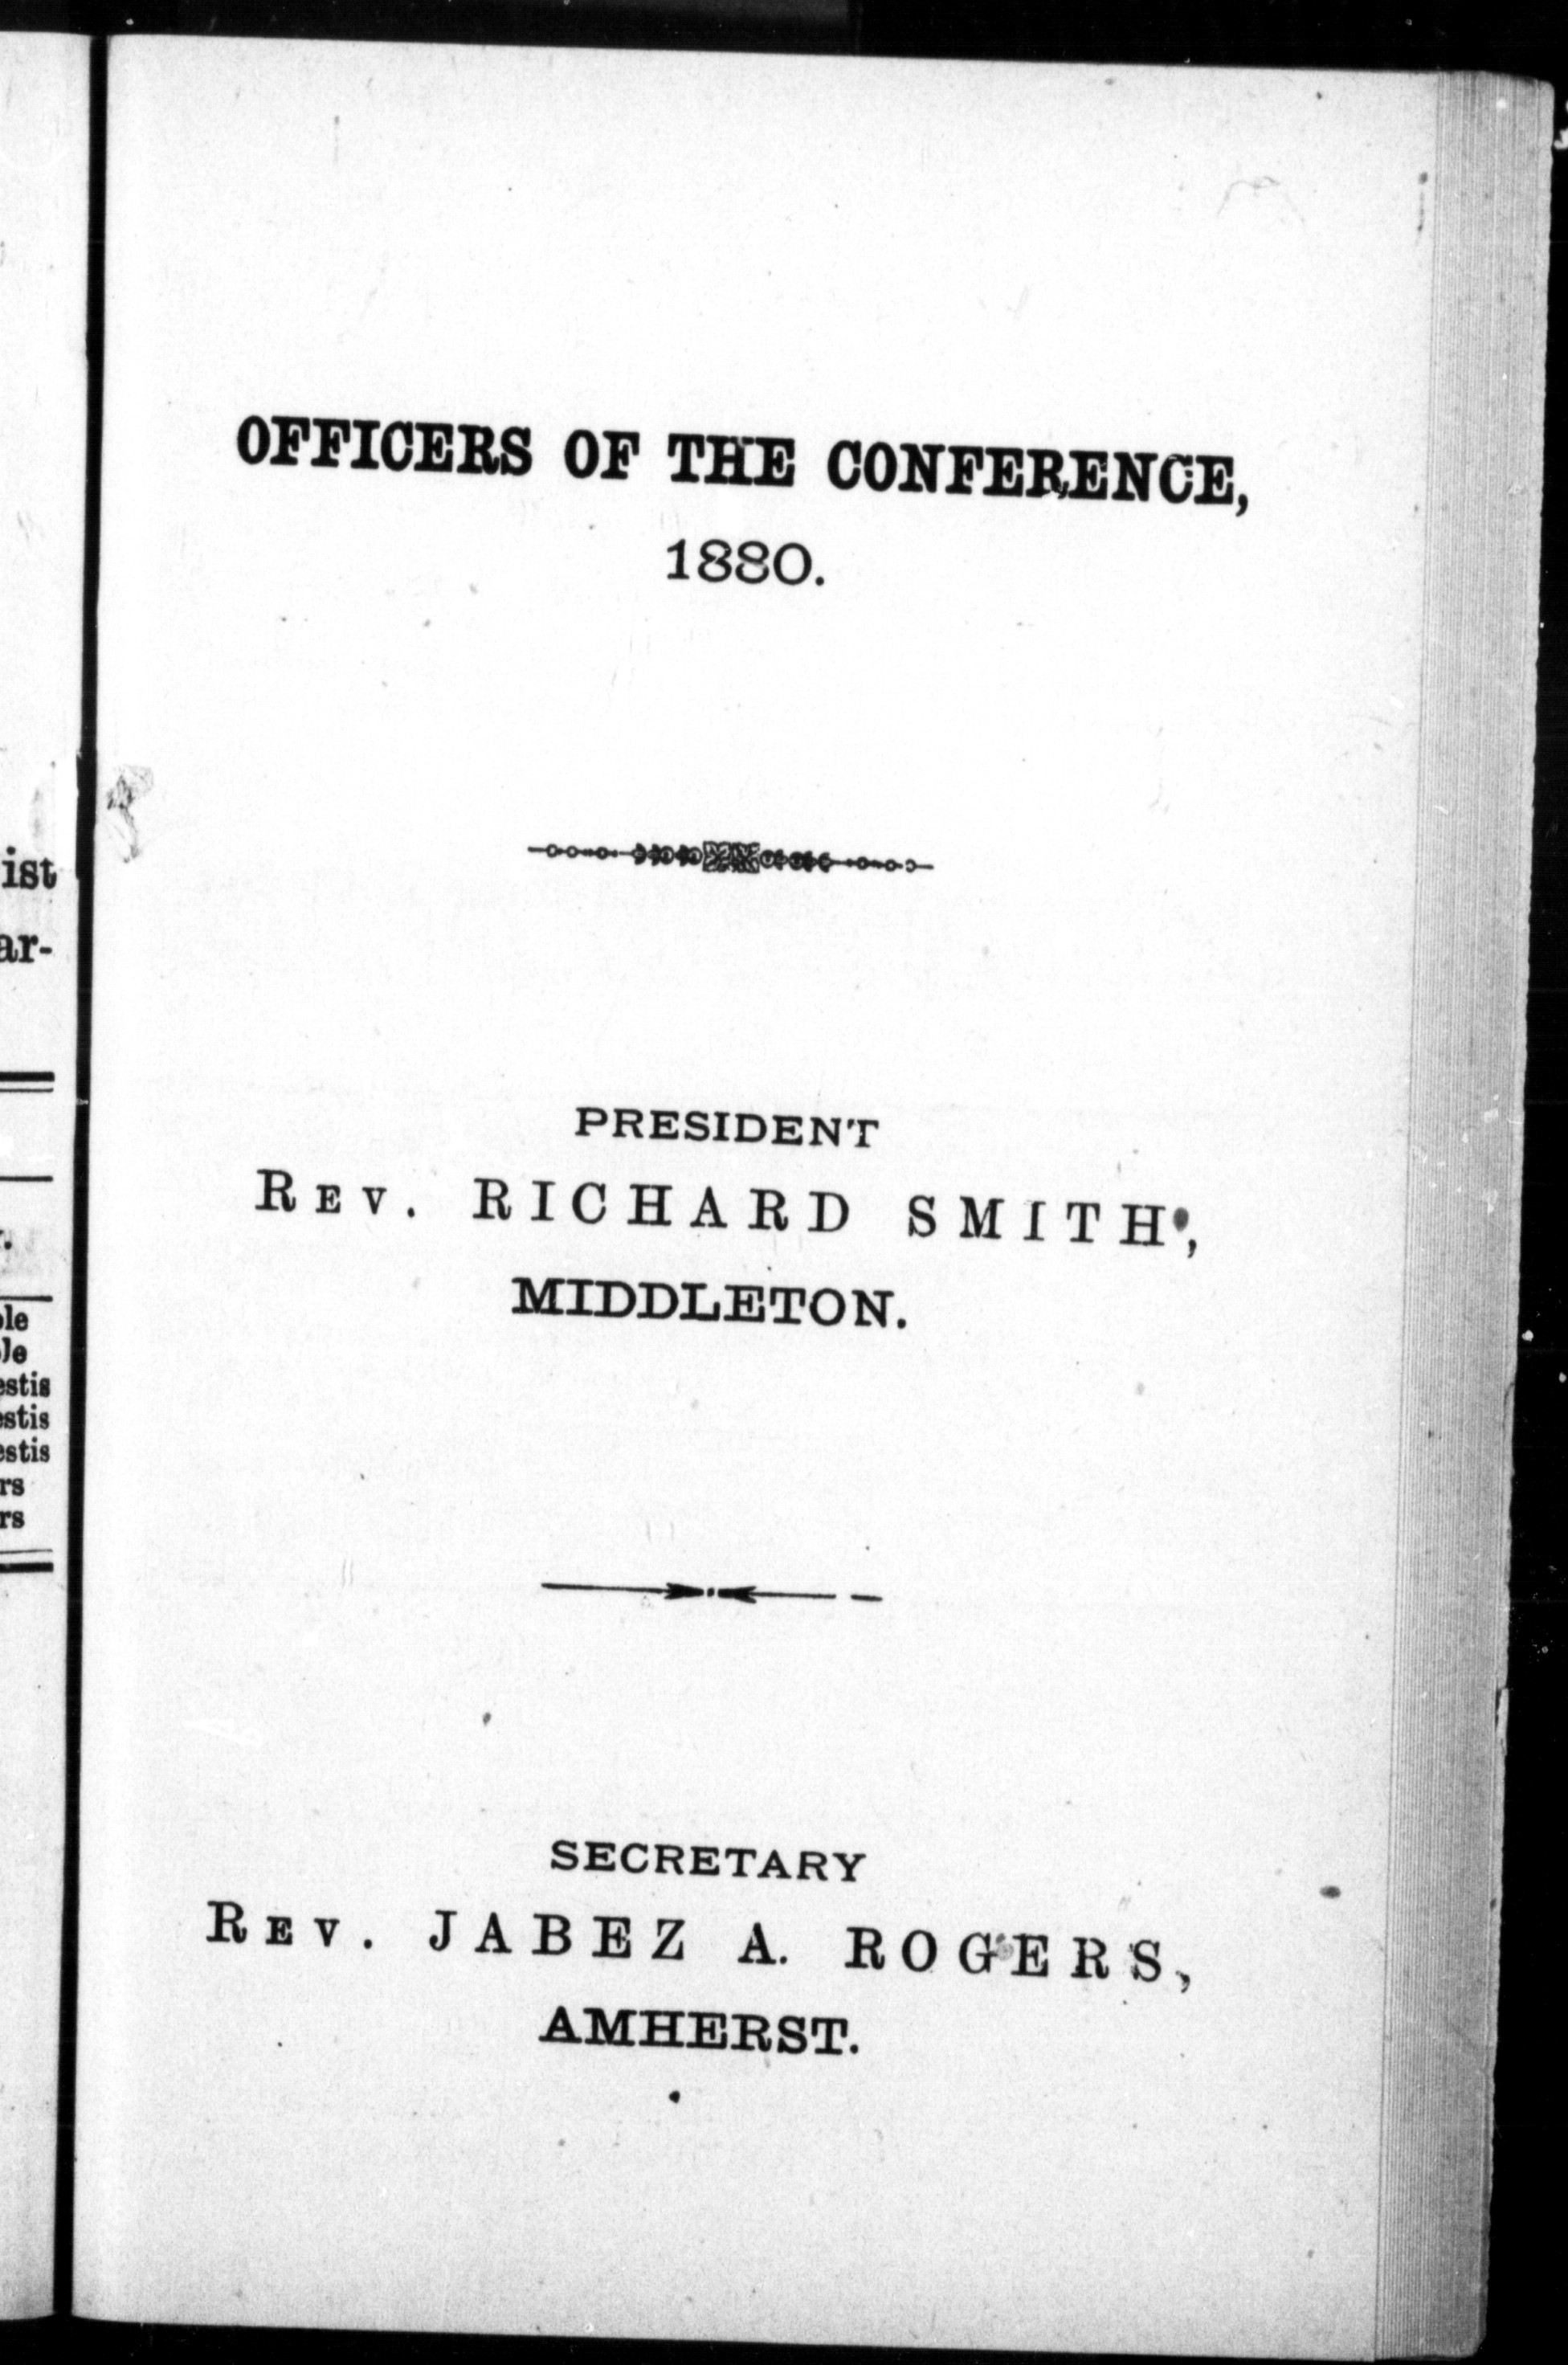 OFFICERS OF THE CONFERENCE,
1880.
PRESIDENT
REV. RICHARD SMITH,
MIDDLETON.
SECRETARY
REV. JABEZ A. ROGERS,
AMHERST.